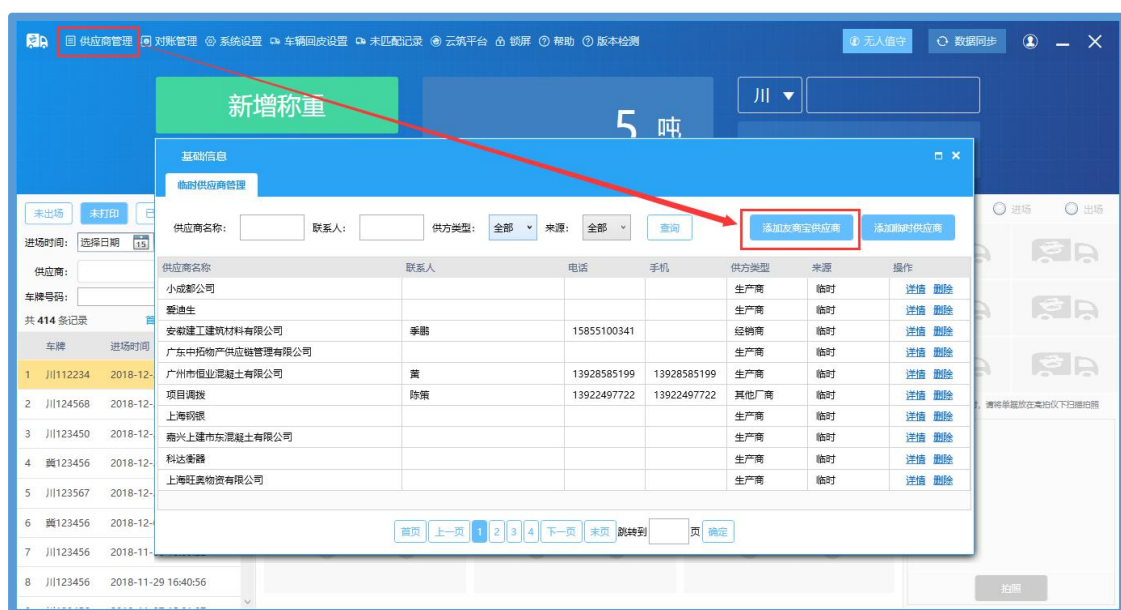 供应商管理 对账管理 系统设置 车辆回皮设置 未匹配记录 云筑平台 锁屏 帮助 版本检测 无人值守 数据同步
新增称重
5 吨
川
基础信息
临时供应商管理
未出场 未打印
进场 出场
供应商名称: 联系人: 供方类型: 全部 来源: 全部 查询 添加友商宝供应商 添加临时供应商
进场时间: 选择日期 15
供应商:
车牌号码:
共 414 条记录
车牌 进场时间
供应商名称 联系人 电话 手机 供方类型 来源 操作
小成都公司 生产商 临时 详情 删除
爱迪生 生产商 临时 详情 删除
安徽建工建筑材料有限公司 季鹏 15855100341 经销商 临时 详情 删除
广东中拓物产供应链管理有限公司 生产商 临时 详情 删除
广州市恒业混凝土有限公司 黄 13928585199 13928585199 生产商 临时 详情 删除
项目调拨 陈策 13922497722 13922497722 其他厂商 临时 详情 删除
上海钢银 生产商 临时 详情 删除
嘉兴上建市东混凝土有限公司 生产商 临时 详情 删除
科达衡器 生产商 临时 详情 删除
上海旺奥物资有限公司 生产商 临时 详情 删除
首页 上一页 1 2 3 4 下一页 末页 跳转到 页 确定
1 川112234 2018-12-
2 川124568 2018-12-
3 川123450 2018-12-
4 冀123456 2018-12-
5 川123567 2018-12-
6 冀123456 2018-12-
7 川123456 2018-11-
8 川123456 2018-11-29 16:40:56
请将单据放在高拍仪下扫描拍照
拍照